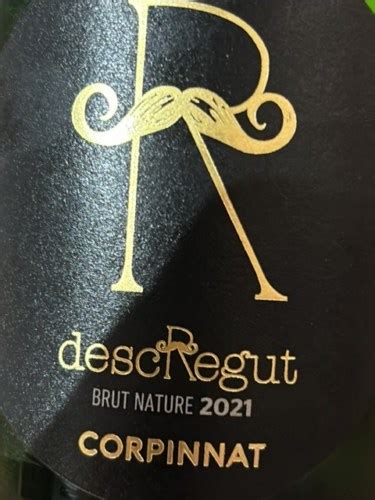 R
descRegut
BRUT NATURE 2021
CORPINNAT